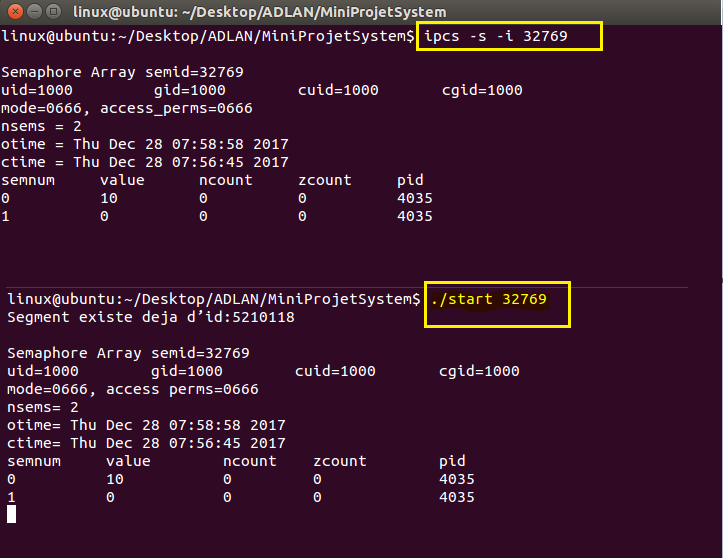 linux@ubuntu: ~/Desktop/ADLAN/MiniProjetSystem
linux@ubuntu:~/Desktop/ADLAN/MiniProjetSystem$ ipcs -s -i 32769
Semaphore Array semid=32769
uid=1000 gid=1000 cuid=1000 cgid=1000
mode=0666, access_perms=0666
nsems = 2
otime = Thu Dec 28 07:58:58 2017
ctime = Thu Dec 28 07:56:45 2017
semnum value ncount zcount pid
0 10 0 0 4035
1 0 0 0 4035
linux@ubuntu:~/Desktop/ADLAN/MiniProjetSystem$ ./start 32769
Segment existe deja d’id:5210118
Semaphore Array semid=32769
uid=1000 gid=1000 cuid=1000 cgid=1000
mode=0666, access perms=0666
nsems= 2
otime= Thu Dec 28 07:58:58 2017
ctime= Thu Dec 28 07:56:45 2017
semnum value ncount zcount pid
0 10 0 0 4035
1 0 0 0 4035